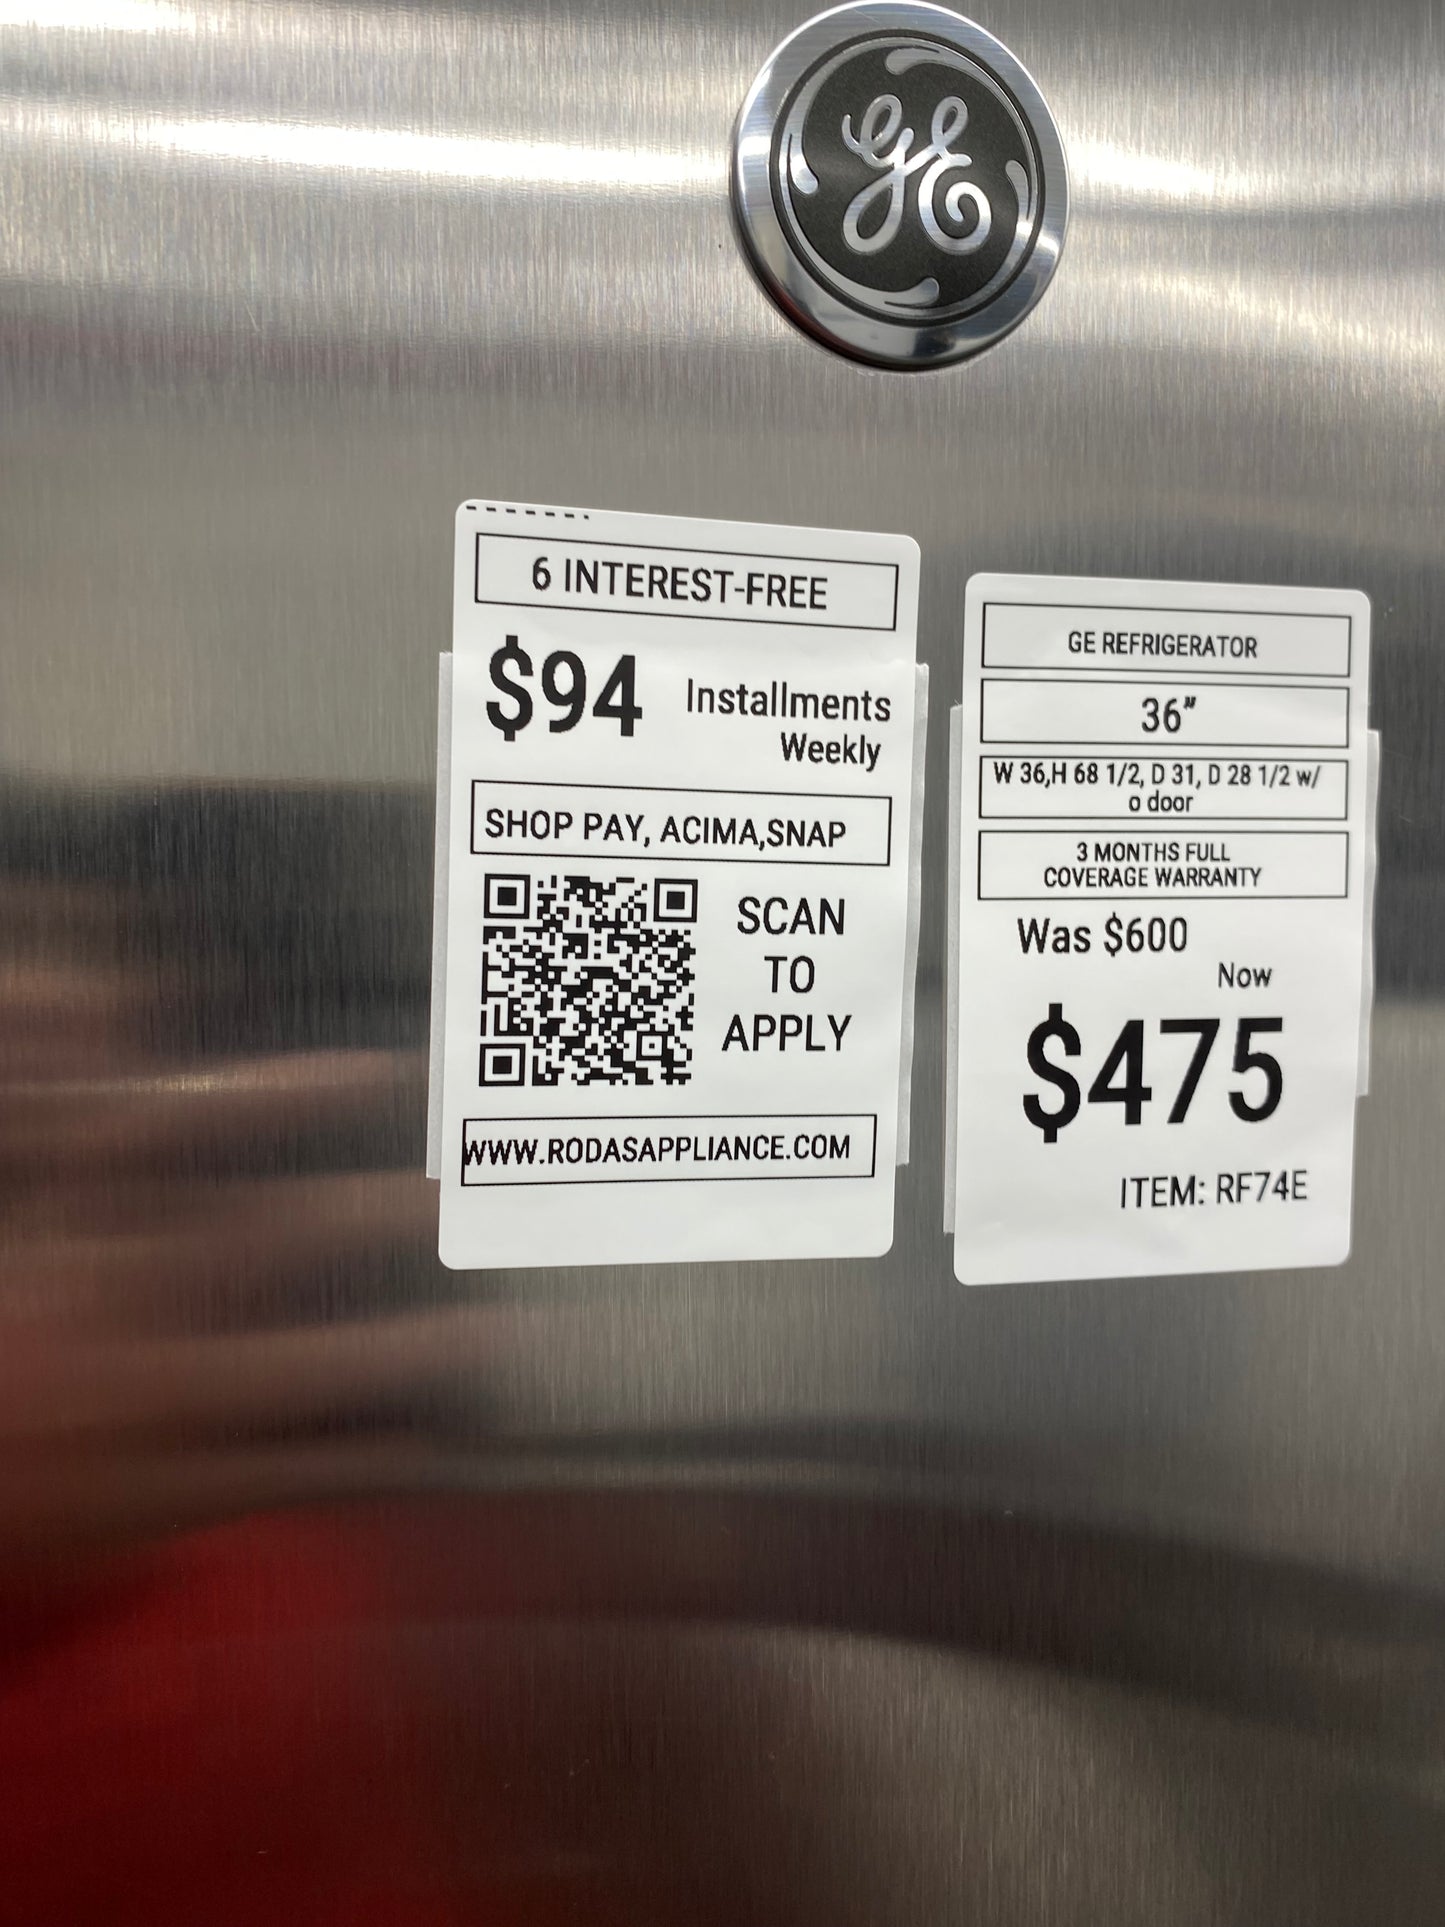 GE
6 INTEREST-FREE
$94
Installments
Weekly
SHOP PAY, ACIMA,SNAP
SCAN
TO
APPLY
WWW.RODASAPPLIANCE.COM
GE REFRIGERATOR
36"
W 36,H 68 1/2, D 31, D 28 1/2 w/
o door
3 MONTHS FULL
COVERAGE WARRANTY
Was $600
Now
$475
ITEM: RF74E